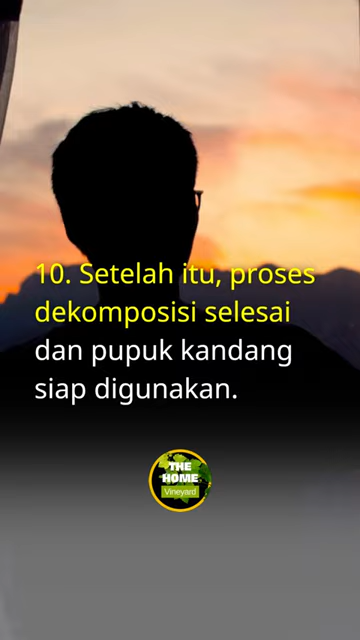 10. Setelah itu, proses
dekomposisi selesai
dan pupuk kandang
siap digunakan.
THE
HOME
Vineyard